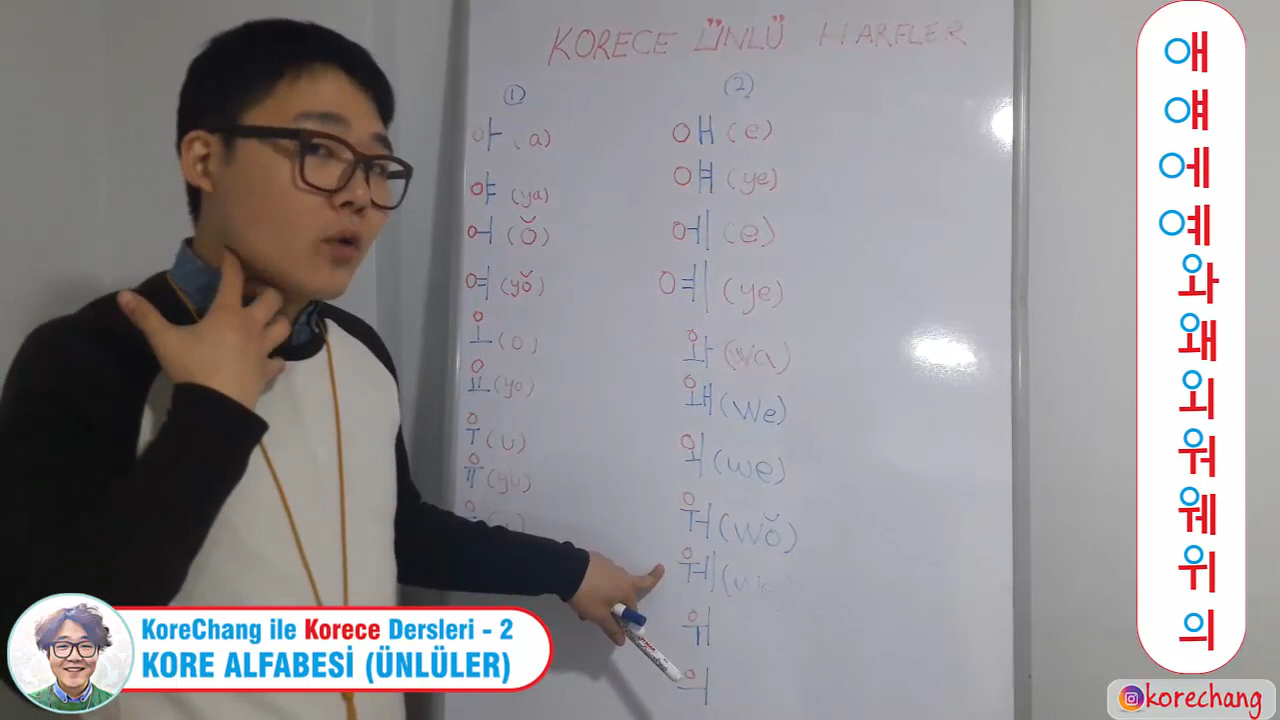 KORECE ÜNLÜ HARFLER
① ②
아 (a)
야 (ya)
어 (ŏ)
여 (yŏ)
오 (o)
요 (yo)
우 (u)
유 (yu)
애 (e)
얘 (ye)
에 (e)
예 (ye)
와 (wa)
왜 (we)
외 (we)
워 (wŏ)
웨
위
의
애
얘
에
예
와
왜
외
워
웨
위
의
KoreChang ile Korece Dersleri - 2
KORE ALFABESİ (ÜNLÜLER)
@korechang